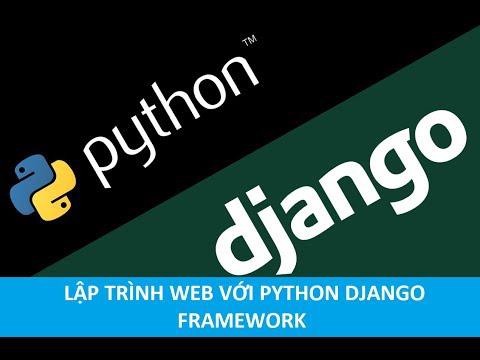 python™
django
LẬP TRÌNH WEB VỚI PYTHON DJANGO
FRAMEWORK